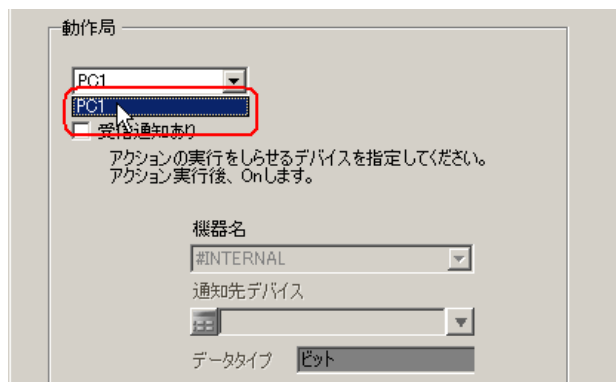 動作局
PC1
PC1
受信通知あり
アクションの実行をしらせるデバイスを指定してください。
アクション実行後、Onします。
機器名
#INTERNAL
通知先デバイス
データタイプ ビット